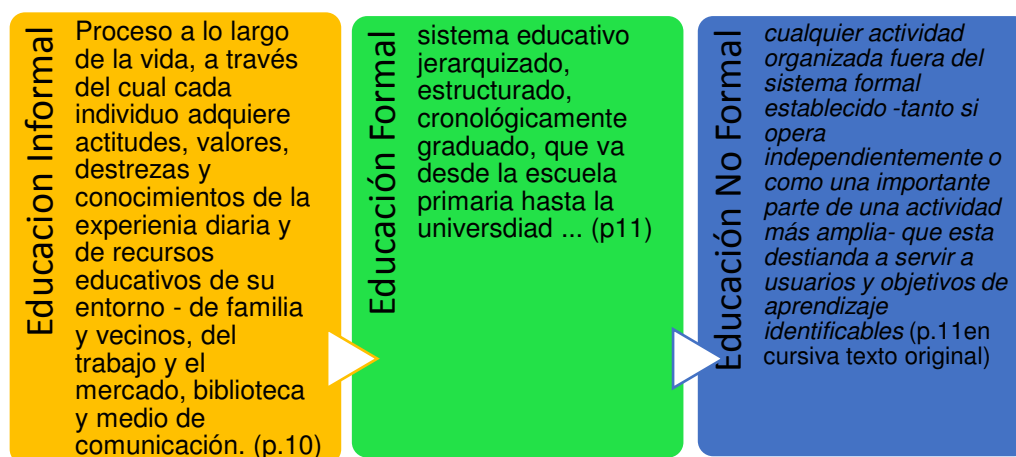 Educacion Informal
Proceso a lo largo
de la vida, a través
del cual cada
individuo adquiere
actitudes, valores,
destrezas y
conocimientos de la
experienia diaria y
de recursos
educativos de su
entorno - de familia
y vecinos, del
trabajo y el
mercado, biblioteca
y medio de
comunicación. (p.10)
Educación Formal
sistema educativo
jerarquizado,
estructurado,
cronológicamente
graduado, que va
desde la escuela
primaria hasta la
universdiad ... (p11)
Educación No Formal
cualquier actividad
organizada fuera del
sistema formal
establecido -tanto si
opera
independientemente o
como una importante
parte de una actividad
más amplia- que esta
destianda a servir a
usuarios y objetivos de
aprendizaje
identificables (p.11en
cursiva texto original)